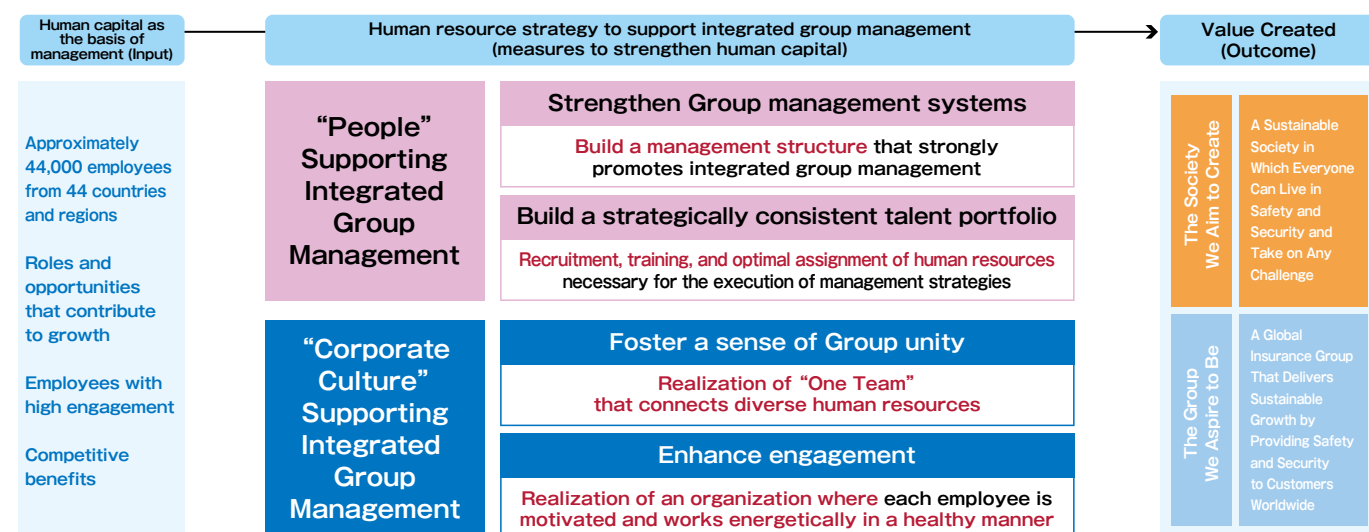 Human capital as
the basis of
management (Input)
Human resource strategy to support integrated group management
(measures to strengthen human capital)
Value Created
(Outcome)
Approximately
44,000 employees
from 44 countries
and regions
Roles and
opportunities
that contribute
to growth
Employees with
high engagement
Competitive
benefits
“People”
Supporting
Integrated
Group
Management
Strengthen Group management systems
Build a management structure that strongly
promotes integrated group management
Build a strategically consistent talent portfolio
Recruitment, training, and optimal assignment of human resources
necessary for the execution of management strategies
“Corporate
Culture”
Supporting
Integrated
Group
Management
Foster a sense of Group unity
Realization of “One Team”
that connects diverse human resources
Enhance engagement
Realization of an organization where each employee is
motivated and works energetically in a healthy manner
The Society
We Aim to Create
A Sustainable
Society in
Which Everyone
Can Live in
Safety and
Security and
Take on Any
Challenge
The Group
We Aspire to Be
A Global
Insurance Group
That Delivers
Sustainable
Growth by
Providing Safety
and Security
to Customers
Worldwide